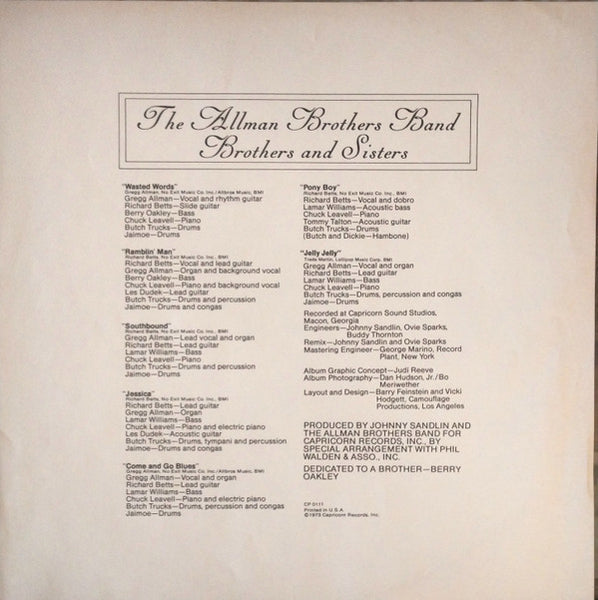 The Allman Brothers Band
Brothers and Sisters
"Wasted Words"
Gregg Allman, No Exit Music Co. Inc./Allbros Music, BMI
Gregg Allman—Vocal and rhythm guitar
Richard Betts—Slide guitar
Berry Oakley—Bass
Chuck Leavell—Piano
Butch Trucks—Drums
Jaimoe—Drums
"Ramblin' Man"
Richard Betts, No Exit Music Co. Inc., BMI
Richard Betts—Vocal and lead guitar
Gregg Allman—Organ and background vocal
Berry Oakley—Bass
Chuck Leavell—Piano and background vocal
Les Dudek—Lead guitar
Butch Trucks—Drums and percussion
Jaimoe—Drums and congas
"Southbound"
Richard Betts, No Exit Music Co. Inc., BMI
Gregg Allman—Lead vocal and organ
Richard Betts—Lead guitar
Lamar Williams—Bass
Chuck Leavell—Piano
Butch Trucks—Drums and percussion
Jaimoe—Drums
"Jessica"
Richard Betts, No Exit Music Co. Inc., BMI
Richard Betts—Lead guitar
Gregg Allman—Organ
Lamar Williams—Bass
Chuck Leavell—Piano and electric piano
Les Dudek—Acoustic guitar
Butch Trucks—Drums, tympani and percussion
Jaimoe—Drums and congas
"Come and Go Blues"
Gregg Allman, No Exit Music Co. Inc./Allbros Music, BMI
Gregg Allman—Vocal and organ
Richard Betts—Lead guitar
Lamar Williams—Bass
Chuck Leavell—Piano and electric piano
Butch Trucks—Drums, percussion and congas
Jaimoe—Drums
"Pony Boy"
Richard Betts, No Exit Music Co. Inc., BMI
Richard Betts—Vocal and dobro
Lamar Williams—Acoustic bass
Chuck Leavell—Piano
Tommy Talton—Acoustic guitar
Butch Trucks—Drums
(Butch and Dickie—Hambone)
"Jelly Jelly"
Trade Martin, Lollipop Music Corp. BMI
Gregg Allman—Vocal and organ
Richard Betts—Lead guitar
Lamar Williams—Bass
Chuck Leavell—Piano
Butch Trucks—Drums, percussion and congas
Jaimoe—Drums
Recorded at Capricorn Sound Studios,
Macon, Georgia
Engineers—Johnny Sandlin, Ovie Sparks,
Buddy Thornton
Remix—Johnny Sandlin and Ovie Sparks
Mastering Engineer—George Marino, Record
Plant, New York
Album Graphic Concept—Judi Reeve
Album Photography—Dan Hudson, Jr./Bo
Meriwether
Layout and Design—Barry Feinstein and Vicki
Hodgett, Camouflage
Productions, Los Angeles
PRODUCED BY JOHNNY SANDLIN AND
THE ALLMAN BROTHERS BAND FOR
CAPRICORN RECORDS, INC., BY
SPECIAL ARRANGEMENT WITH PHIL
WALDEN & ASSO., INC.
DEDICATED TO A BROTHER—BERRY
OAKLEY
CP 0111
Printed in U.S.A
©1973 Capricorn Records, Inc.